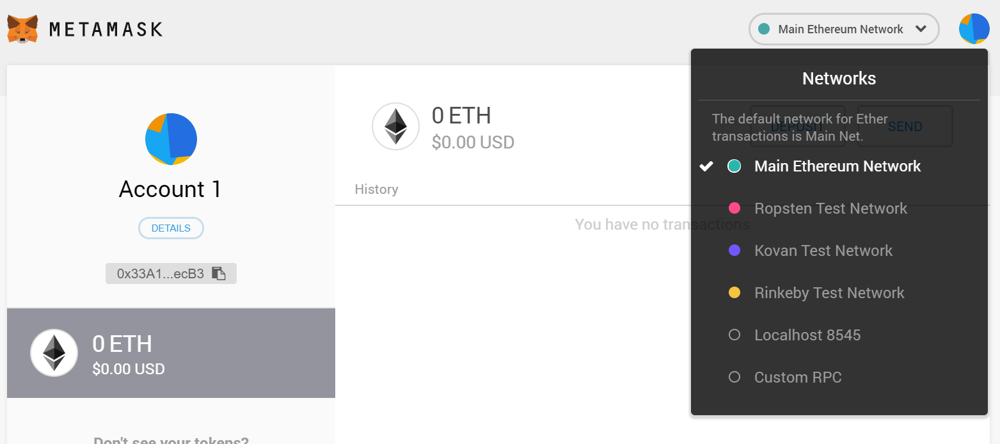 METAMASK
Main Ethereum Network
Account 1
DETAILS
0x33A1...ecB3
0 ETH
$0.00 USD
Don't see your tokens?
0 ETH
$0.00 USD
DEPOSIT
SEND
History
You have no transactions
Networks
The default network for Ether
transactions is Main Net.
Main Ethereum Network
Ropsten Test Network
Kovan Test Network
Rinkeby Test Network
Localhost 8545
Custom RPC